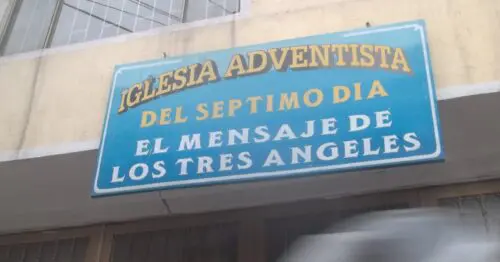 IGLESIA ADVENTISTA
DEL SEPTIMO DIA
EL MENSAJE DE
LOS TRES ANGELES